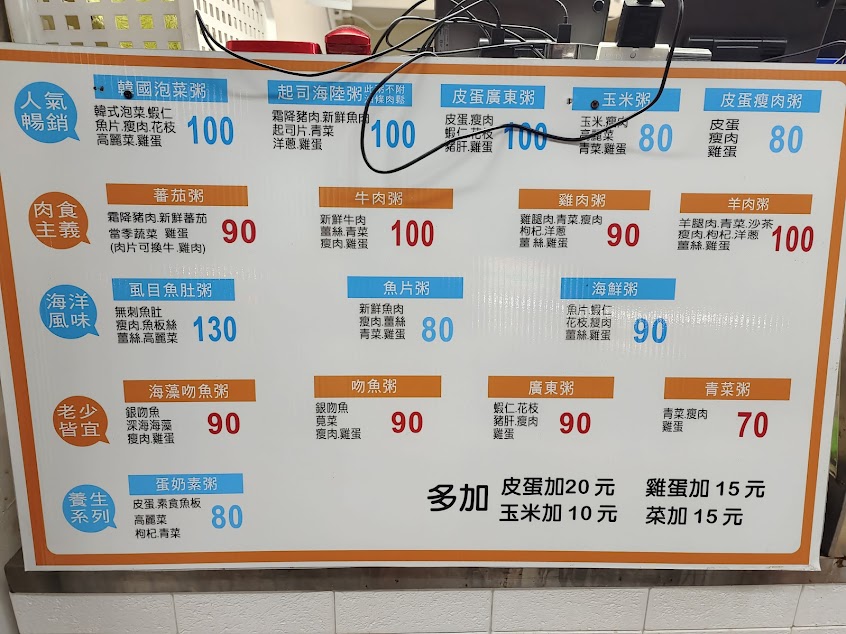 人氣
暢銷
韓國泡菜粥
韓式泡菜.蝦仁
魚片.瘦肉.花枝
高麗菜.雞蛋
100
起司海陸粥
霜降豬肉.新鮮魚肉
起司片.青菜
洋蔥.雞蛋
100
皮蛋廣東粥
皮蛋.瘦肉
蝦仁.花枝
豬肝.雞蛋
100
玉米粥
玉米.瘦肉
高麗菜
青菜.雞蛋
80
皮蛋瘦肉粥
皮蛋
瘦肉
雞蛋
80
肉食
主義
蕃茄粥
霜降豬肉.新鮮蕃茄
當季蔬菜 雞蛋
(肉片可換牛.雞肉)
90
牛肉粥
新鮮牛肉
薑絲.青菜
瘦肉.雞蛋
100
雞肉粥
雞腿肉.青菜.瘦肉
枸杞.洋蔥
薑 絲.雞蛋
90
羊肉粥
羊腿肉.青菜.沙茶
瘦肉.枸杞.洋蔥
薑絲.雞蛋
100
海洋
風味
虱目魚肚粥
無刺魚肚
瘦肉.魚板絲
薑絲.高麗菜
130
魚片粥
新鮮魚肉
瘦肉.薑絲
青菜.雞蛋
80
海鮮粥
魚片.蝦仁
花枝.瘦肉
薑絲.雞蛋
90
老少
皆宜
海藻吻魚粥
銀吻魚
深海海藻
瘦肉.雞蛋
90
吻魚粥
銀吻魚
莧菜
瘦肉.雞蛋
90
廣東粥
蝦仁.花枝
豬肝.瘦肉
雞蛋
90
青菜粥
青菜.瘦肉
雞蛋
70
養生
系列
蛋奶素粥
皮蛋.素食魚板
高麗菜
枸杞.青菜
80
多加
皮蛋加20元 雞蛋加15元
玉米加10元 菜加15元